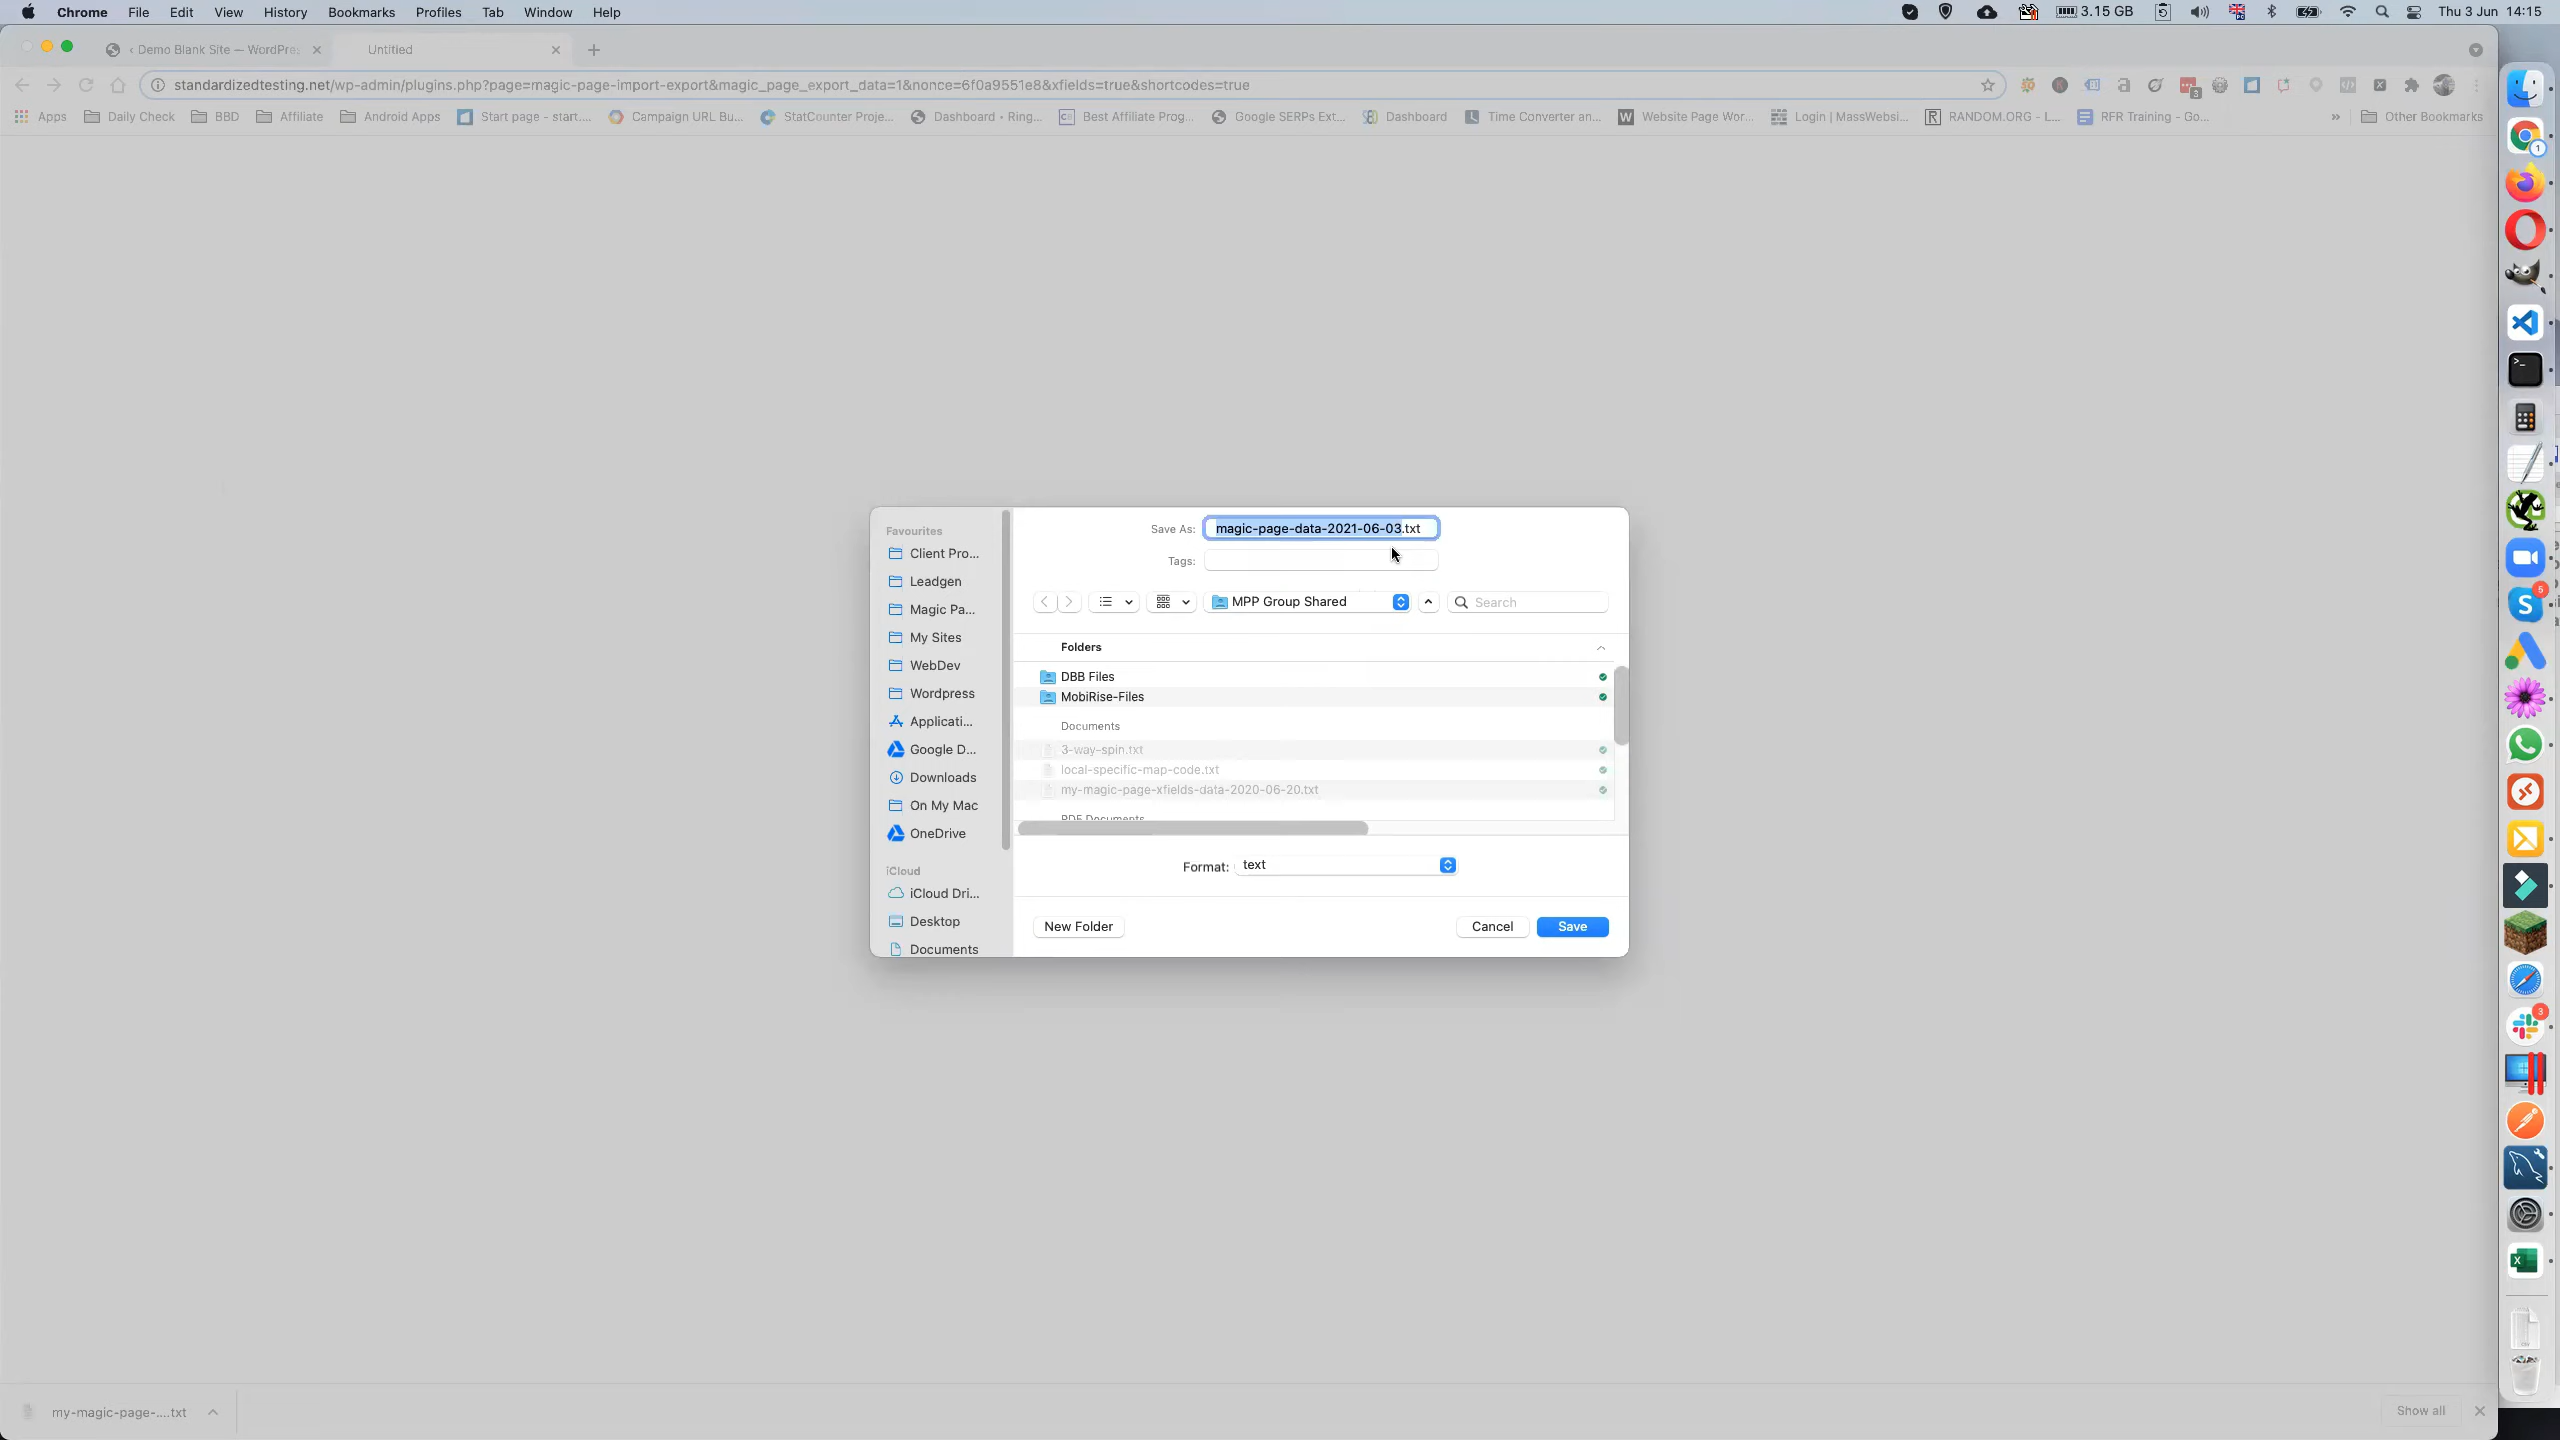 Chrome File Edit View History Bookmarks Profiles Tab Window Help
3.15 GB Thu 3 Jun 14:15
‹ Demo Blank Site — WordPre
Untitled
standardizedtesting.net/wp-admin/plugins.php?page=magic-page-import-export&magic_page_export_data=1&nonce=6f0a9551e8&xfields=true&shortcodes=true
Apps Daily Check BBD Affiliate Android Apps Start page - start.... Campaign URL Bu... StatCounter Proje... Dashboard • Ring... Best Affiliate Prog... Google SERPs Ext... Dashboard Time Converter an... Website Page Wor... Login | MassWebsi... RANDOM.ORG - L... RFR Training - Go... » Other Bookmarks
Favourites
Client Pro...
Leadgen
Magic Pa...
My Sites
WebDev
Wordpress
Applicati...
Google D...
Downloads
On My Mac
OneDrive
iCloud
iCloud Dri...
Desktop
Documents
Save As: magic-page-data-2021-06-03.txt
Tags:
MPP Group Shared
Search
Folders
DBB Files
MobiRise-Files
Documents
3-way-spin.txt
local-specific-map-code.txt
my-magic-page-xfields-data-2020-06-20.txt
PDF Documents
Format: text
New Folder Cancel Save
my-magic-page-....txt
Show all
1
5
3
3